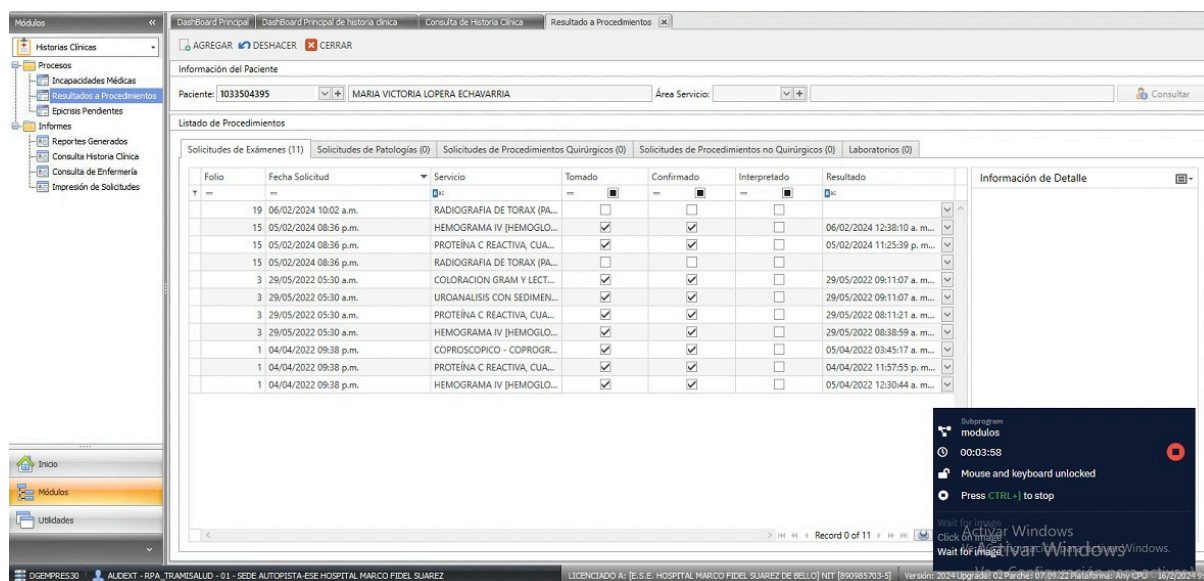 Módulos «
Historias Clínicas
Procesos
Incapacidades Médicas
Resultados a Procedimientos
Epicrisis Pendientes
Informes
Reportes Generados
Consulta Historia Clínica
Consulta de Enfermería
Impresión de Solicitudes
Inicio
Módulos
Utilidades
DashBoard Principal DashBoard Principal de historia clinica Consulta de Historia Clínica Resultado a Procedimientos
AGREGAR DESHACER CERRAR
Información del Paciente
Paciente: 1033504395 MARIA VICTORIA LOPERA ECHAVARRIA Área Servicio: Consultar
Listado de Procedimientos
Solicitudes de Exámenes (11) Solicitudes de Patologías (0) Solicitudes de Procedimientos Quirúrgicos (0) Solicitudes de Procedimientos no Quirúrgicos (0) Laboratorios (0)
Folio Fecha Solicitud Servicio Tomado Confirmado Interpretado Resultado
19 06/02/2024 10:02 a.m. RADIOGRAFIA DE TORAX (PA...
15 05/02/2024 08:36 p.m. HEMOGRAMA IV [HEMOGLO... 06/02/2024 12:38:10 a. m...
15 05/02/2024 08:36 p.m. PROTEÍNA C REACTIVA, CUA... 05/02/2024 11:25:39 p. m...
15 05/02/2024 08:36 p.m. RADIOGRAFIA DE TORAX (PA...
3 29/05/2022 05:30 a.m. COLORACION GRAM Y LECT... 29/05/2022 09:11:07 a. m...
3 29/05/2022 05:30 a.m. UROANALISIS CON SEDIMEN... 29/05/2022 09:11:07 a. m...
3 29/05/2022 05:30 a.m. PROTEÍNA C REACTIVA, CUA... 29/05/2022 08:11:21 a. m...
3 29/05/2022 05:30 a.m. HEMOGRAMA IV [HEMOGLO... 29/05/2022 08:38:59 a. m...
1 04/04/2022 09:38 p.m. COPROSCOPICO - COPROGR... 05/04/2022 03:45:17 a. m...
1 04/04/2022 09:38 p.m. PROTEÍNA C REACTIVA, CUA... 04/04/2022 11:57:55 p. m...
1 04/04/2022 09:38 p.m. HEMOGRAMA IV [HEMOGLO... 05/04/2022 12:30:44 a. m...
Información de Detalle
Record 0 of 11
Subprogram
modulos
00:03:58
Mouse and keyboard unlocked
Press CTRL+] to stop
Wait for image
Click on image
Wait for image
Activar Windows
Activar Windows
DGEMPRES30 AUDEXT - RPA_TRAMISALUD - 01 - SEDE AUTOPISTA-ESE HOSPITAL MARCO FIDEL SUAREZ LICENCIADO A: [E.S.E. HOSPITAL MARCO FIDEL SUAREZ DE BELLO] NIT [890985703-5]